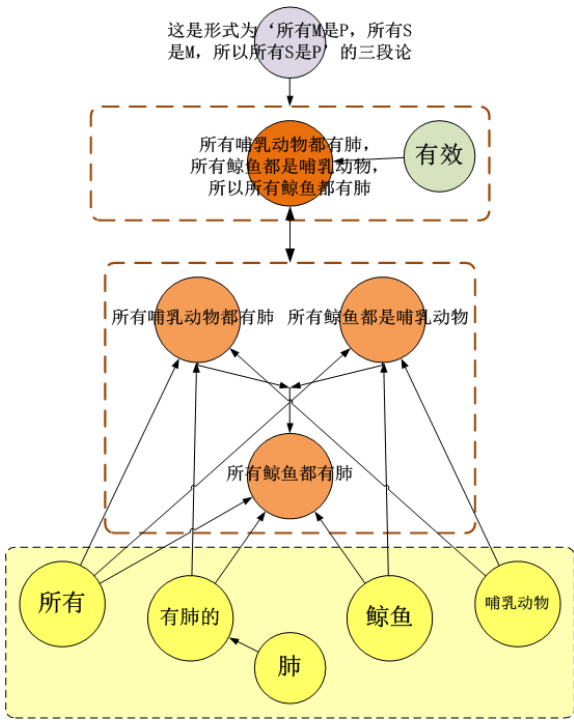 这是形式为‘所有M是P，所有S
是M，所以所有S是P’的三段论
所有哺乳动物都有肺，
所有鲸鱼都是哺乳动物，
所以所有鲸鱼都有肺
有效
所有哺乳动物都有肺
所有鲸鱼都是哺乳动物
所有鲸鱼都有肺
所有
有肺的
肺
鲸鱼
哺乳动物